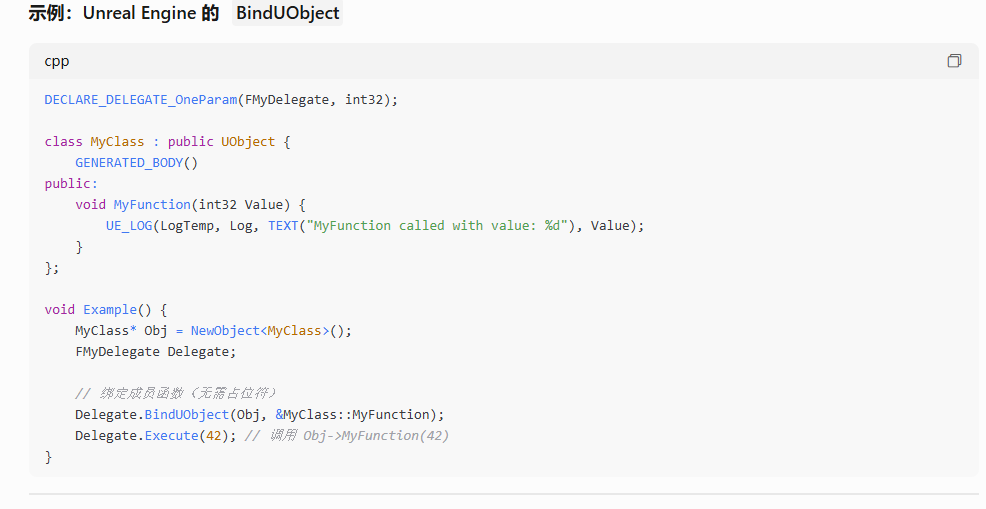 示例：Unreal Engine 的 BindUObject
cpp
DECLARE_DELEGATE_OneParam(FMyDelegate, int32);
class MyClass : public UObject {
    GENERATED_BODY()
public:
    void MyFunction(int32 Value) {
        UE_LOG(LogTemp, Log, TEXT("MyFunction called with value: %d"), Value);
    }
};
void Example() {
    MyClass* Obj = NewObject<MyClass>();
    FMyDelegate Delegate;
    // 绑定成员函数（无需占位符）
    Delegate.BindUObject(Obj, &MyClass::MyFunction);
    Delegate.Execute(42); // 调用 Obj->MyFunction(42)
}